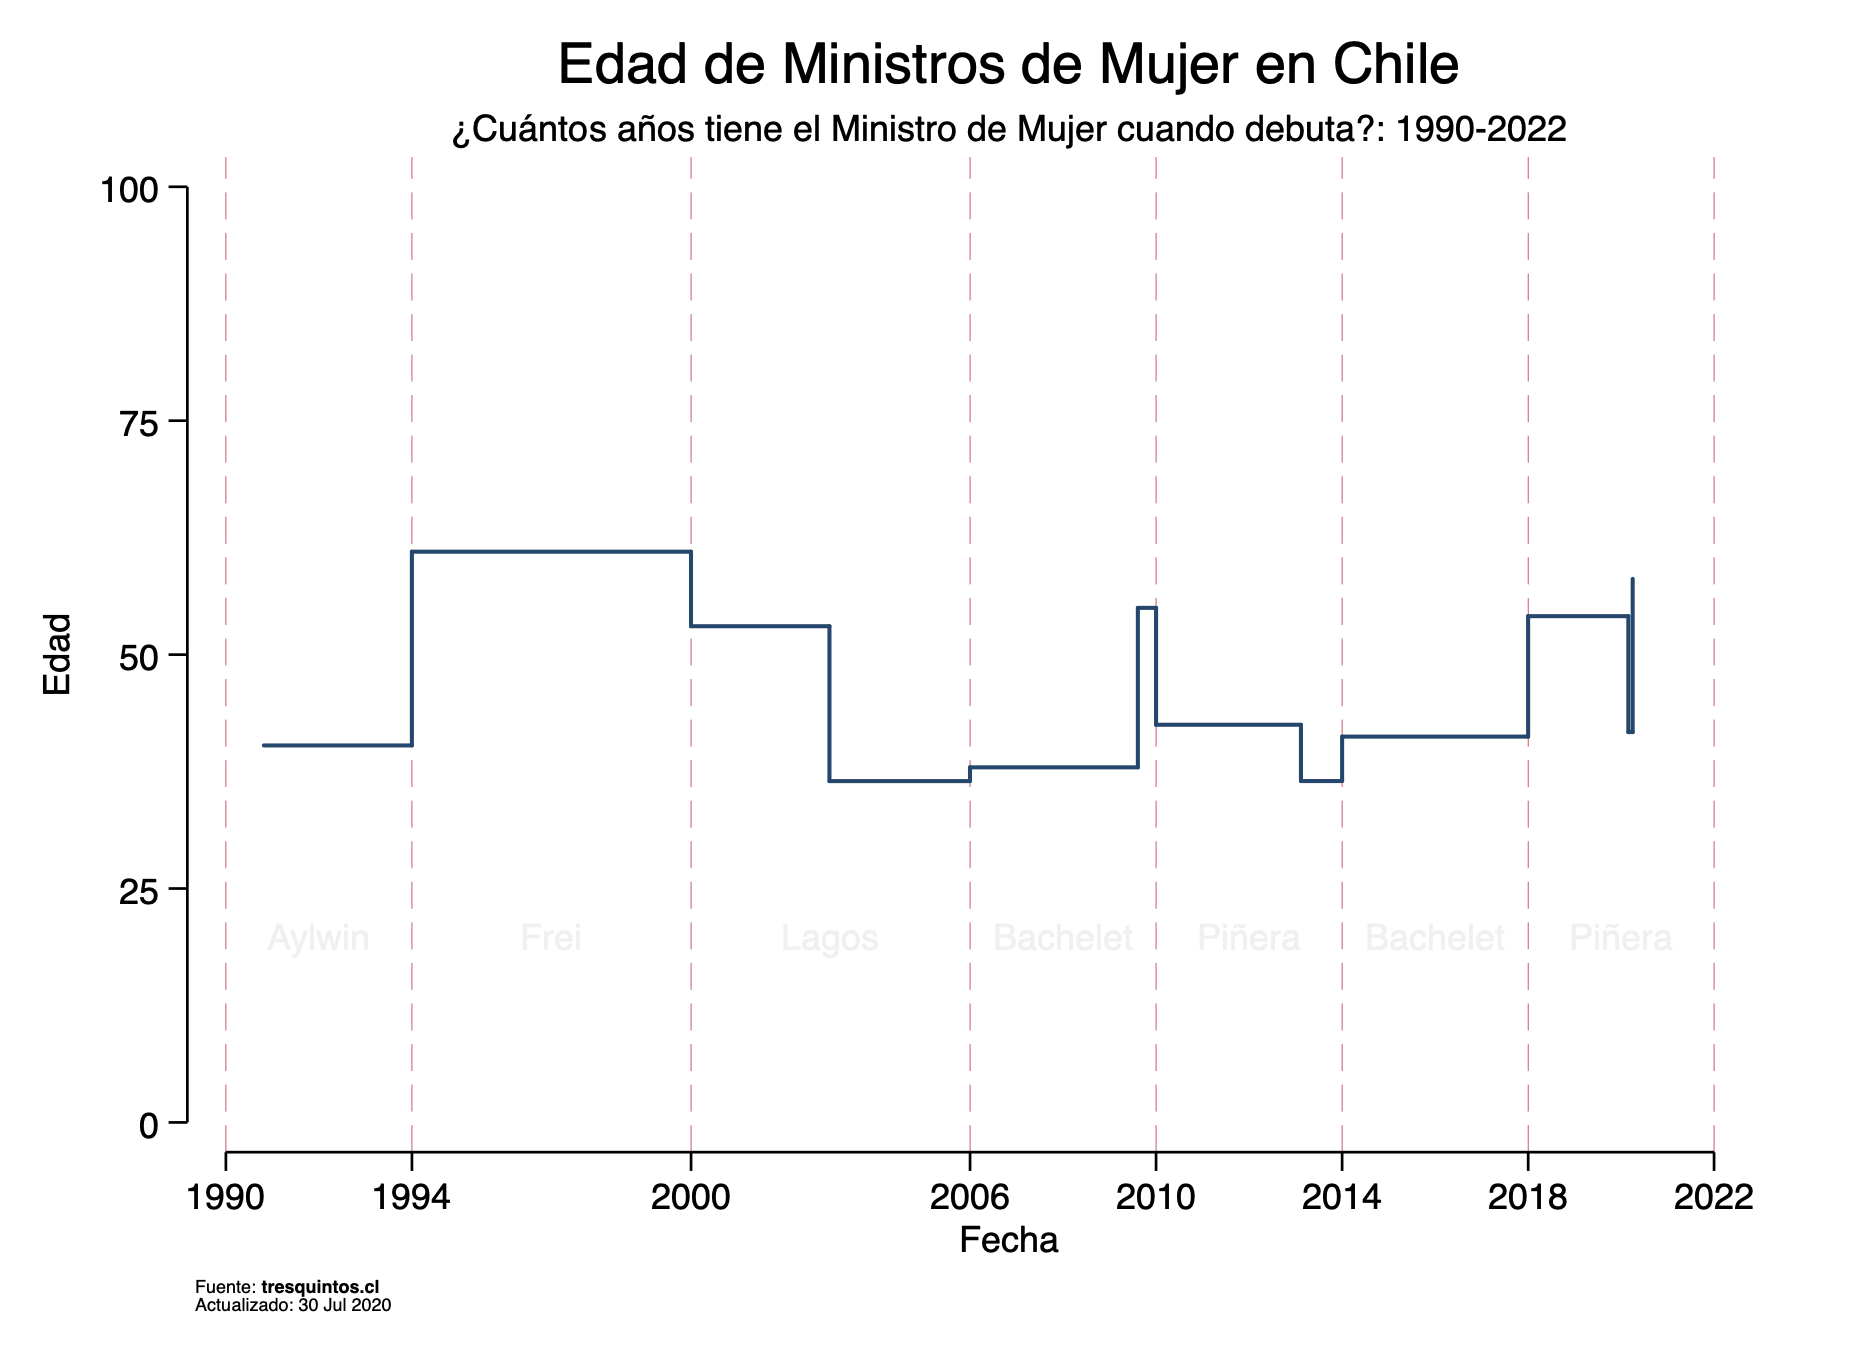 Edad de Ministros de Mujer en Chile
¿Cuántos años tiene el Ministro de Mujer cuando debuta?: 1990-2022
100
75
50
25
0
Edad
Aylwin Frei Lagos Bachelet Piñera Bachelet Piñera
1990 1994 2000 2006 2010 2014 2018 2022
Fecha
Fuente: tresquintos.cl
Actualizado: 30 Jul 2020